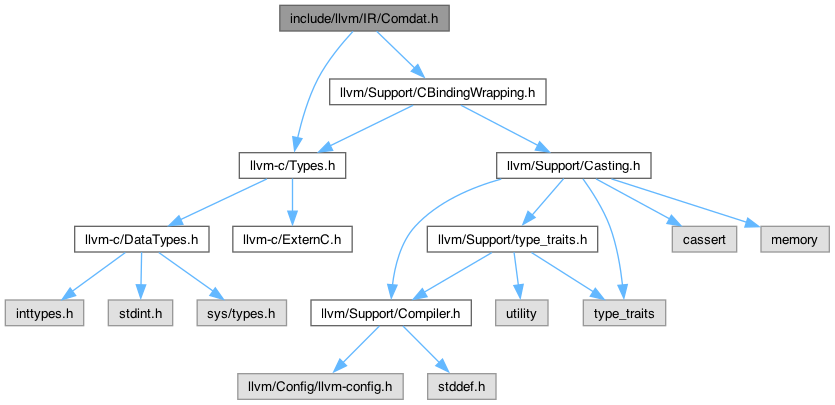 include/llvm/IR/Comdat.h
llvm/Support/CBindingWrapping.h
llvm-c/Types.h
llvm/Support/Casting.h
llvm-c/DataTypes.h
llvm-c/ExternC.h
llvm/Support/type_traits.h
cassert
memory
inttypes.h
stdint.h
sys/types.h
llvm/Support/Compiler.h
utility
type_traits
llvm/Config/llvm-config.h
stddef.h